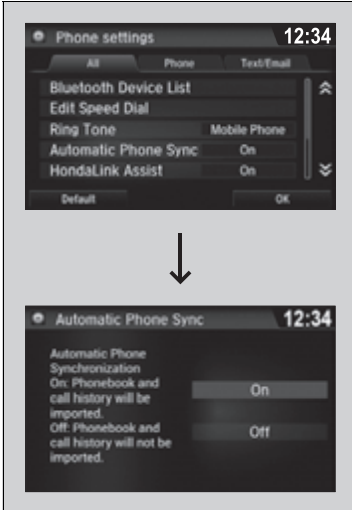 Phone settings 12:34
All Phone Text/Email
Bluetooth Device List
Edit Speed Dial
Ring Tone Mobile Phone
Automatic Phone Sync On
HondaLink Assist On
Default OK
Automatic Phone Sync 12:34
Automatic Phone
Synchronization
On: Phonebook and
call history will be
imported.
Off: Phonebook and
call history will not be
imported.
On
Off